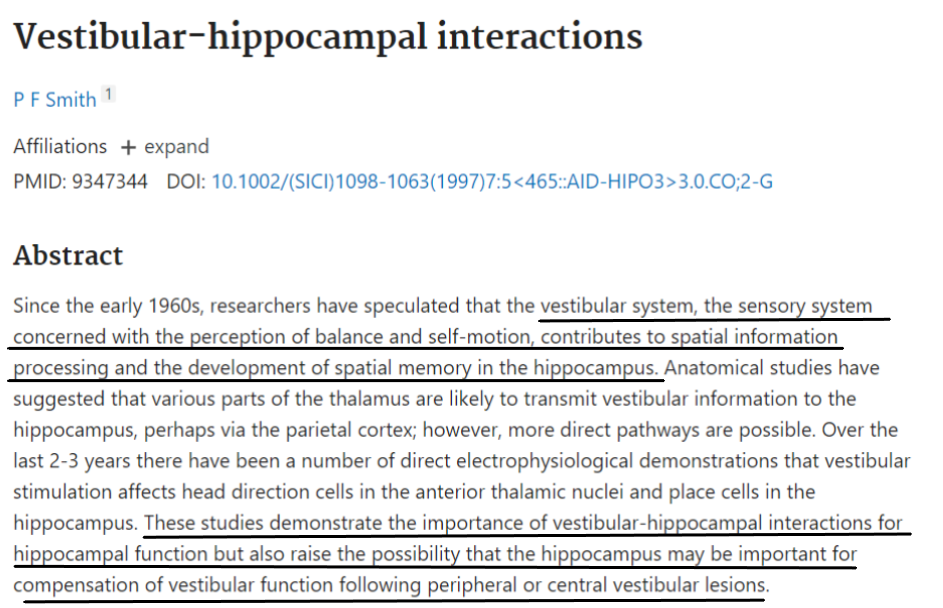 Vestibular-hippocampal interactions
P F Smith 1
Affiliations + expand
PMID: 9347344 DOI: 10.1002/(SICI)1098-1063(1997)7:5<465::AID-HIPO3>3.0.CO;2-G
Abstract
Since the early 1960s, researchers have speculated that the vestibular system, the sensory system
concerned with the perception of balance and self-motion, contributes to spatial information
processing and the development of spatial memory in the hippocampus. Anatomical studies have
suggested that various parts of the thalamus are likely to transmit vestibular information to the
hippocampus, perhaps via the parietal cortex; however, more direct pathways are possible. Over the
last 2-3 years there have been a number of direct electrophysiological demonstrations that vestibular
stimulation affects head direction cells in the anterior thalamic nuclei and place cells in the
hippocampus. These studies demonstrate the importance of vestibular-hippocampal interactions for
hippocampal function but also raise the possibility that the hippocampus may be important for
compensation of vestibular function following peripheral or central vestibular lesions.